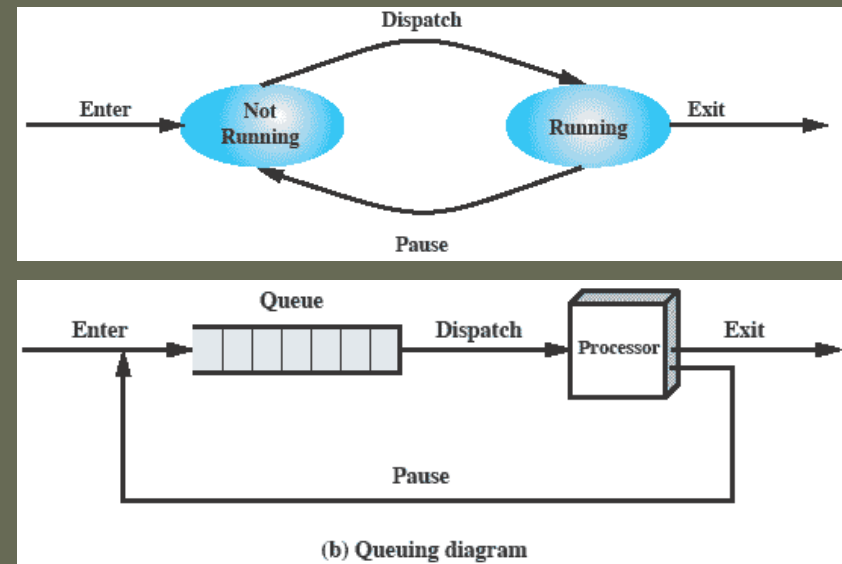 Dispatch
Enter
Not
Running
Running
Exit
Pause
Queue
Enter
Dispatch
Processor
Exit
Pause
(b) Queuing diagram